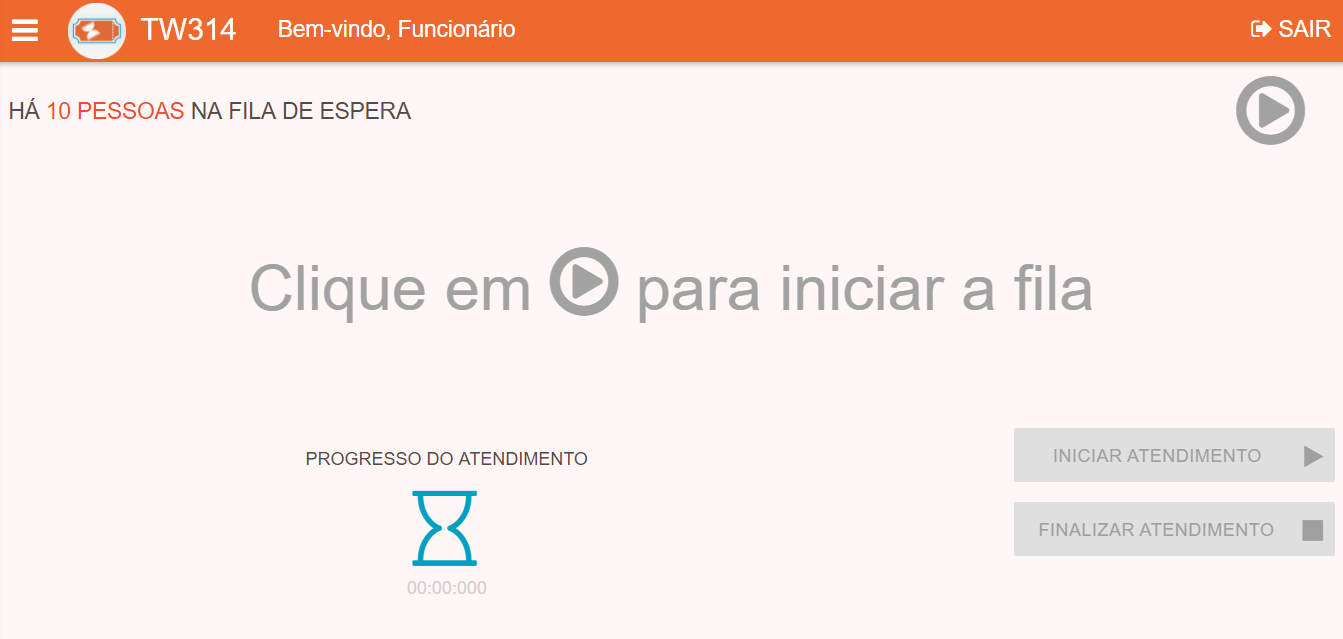 TW314 Bem-vindo, Funcionário SAIR
HÁ 10 PESSOAS NA FILA DE ESPERA
Clique em para iniciar a fila
PROGRESSO DO ATENDIMENTO
00:00:000
INICIAR ATENDIMENTO
FINALIZAR ATENDIMENTO